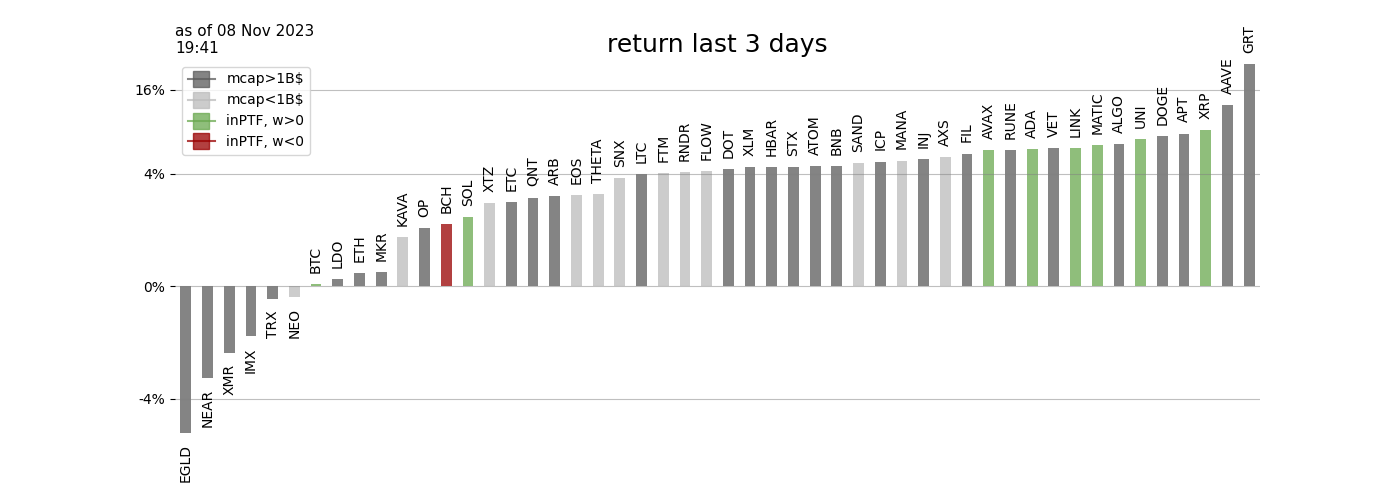 as of 08 Nov 2023
19:41
return last 3 days
mcap>1B$
mcap<1B$
inPTF, w>0
inPTF, w<0
16%
4%
0%
-4%
EGLD
NEAR
XMR
IMX
TRX
NEO
BTC
LDO
ETH
MKR
KAVA
OP
BCH
SOL
XTZ
ETC
QNT
ARB
EOS
THETA
SNX
LTC
FTM
RNDR
FLOW
DOT
XLM
HBAR
STX
ATOM
BNB
SAND
ICP
MANA
INJ
AXS
FIL
AVAX
RUNE
ADA
VET
LINK
MATIC
ALGO
UNI
DOGE
APT
XRP
AAVE
GRT